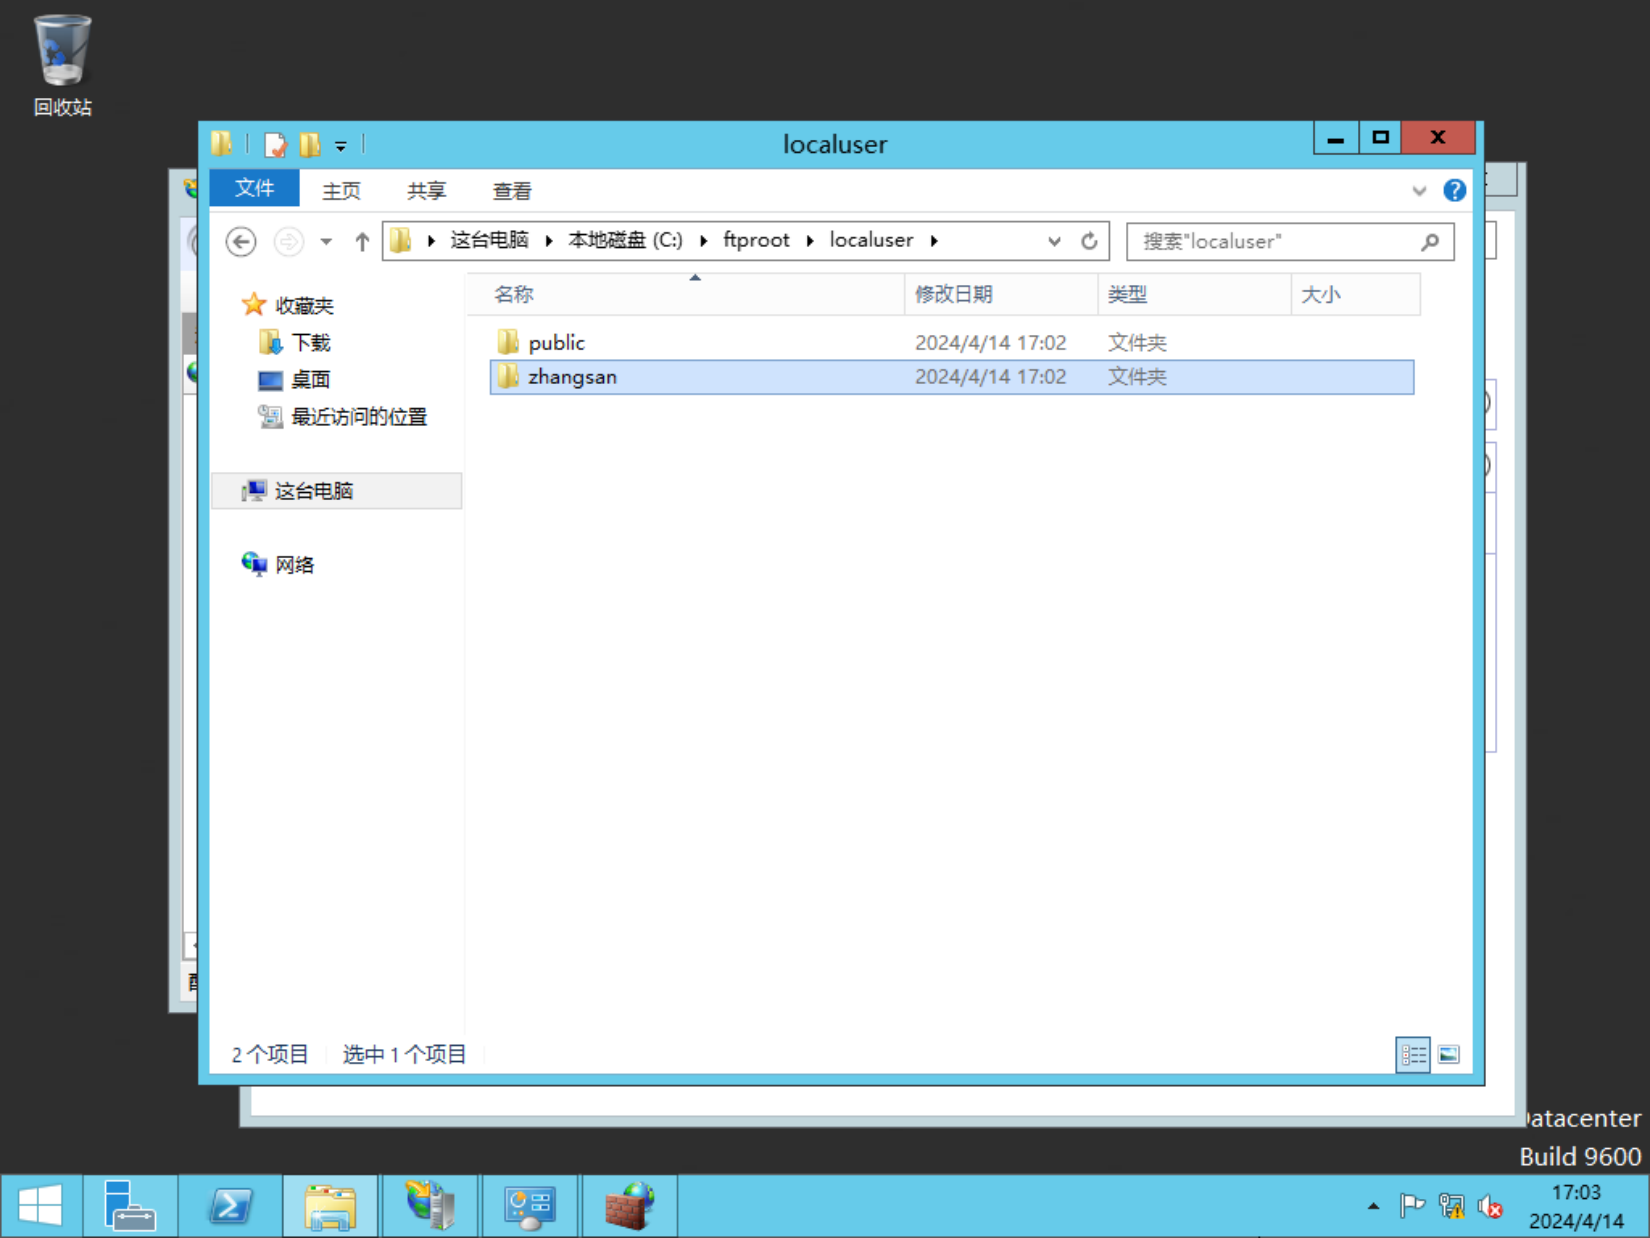 回收站
localuser
文件 主页 共享 查看
这台电脑 本地磁盘 (C:) ftproot localuser
搜索"localuser"
名称 修改日期 类型 大小
收藏夹
下载
桌面
最近访问的位置
这台电脑
网络
public 2024/4/14 17:02 文件夹
zhangsan 2024/4/14 17:02 文件夹
2 个项目 选中 1 个项目
atacenter
Build 9600
17:03
2024/4/14